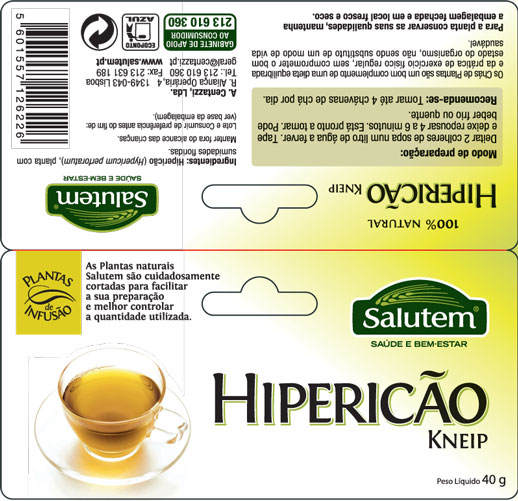 100% NATURAL
HIPERICÃO
KNEIP
Modo de preparação:
Deitar 2 colheres de sopa num litro de água a ferver. Tape
e deixe repousar 4 a 6 minutos. Está pronto a tomar. Pode
beber frio ou quente.
Recomenda-se: Tomar até 4 chávenas de chá por dia.
Os Chás de Plantas são um bom complemento de uma dieta equilibrada
e da prática de exercício físico regular, sem comprometer o bom
estado do organismo, não sendo substituto de um modo de vida
saudável.
Para a planta conservar as suas qualidades, mantenha
a embalagem fechada e em local fresco e seco.
Salutem®
SAÚDE E BEM-ESTAR
Ingredientes: Hipericão (Hypericum perforatum), planta com
sumidades floridas.
Manter fora do alcance das crianças.
Lote e Consumir de preferência antes do fim de:
(ver base da embalagem).
A. Centazzi, Lda.
R. Aliança Operária, 4 1349-043 Lisboa
Tel.: 213 610 360 Fax: 213 631 189
geral@centazzi.pt www.salutem.pt
GABINETE DE APOIO
AO CONSUMIDOR
213 610 360
ECOPONTO
AZUL
5601557126226
PLANTAS
de
INFUSÃO
As Plantas naturais
Salutem são cuidadosamente
cortadas para facilitar
a sua preparação
e melhor controlar
a quantidade utilizada.
Salutem®
SAÚDE E BEM-ESTAR
HIPERICÃO
KNEIP
Peso Líquido 40 g